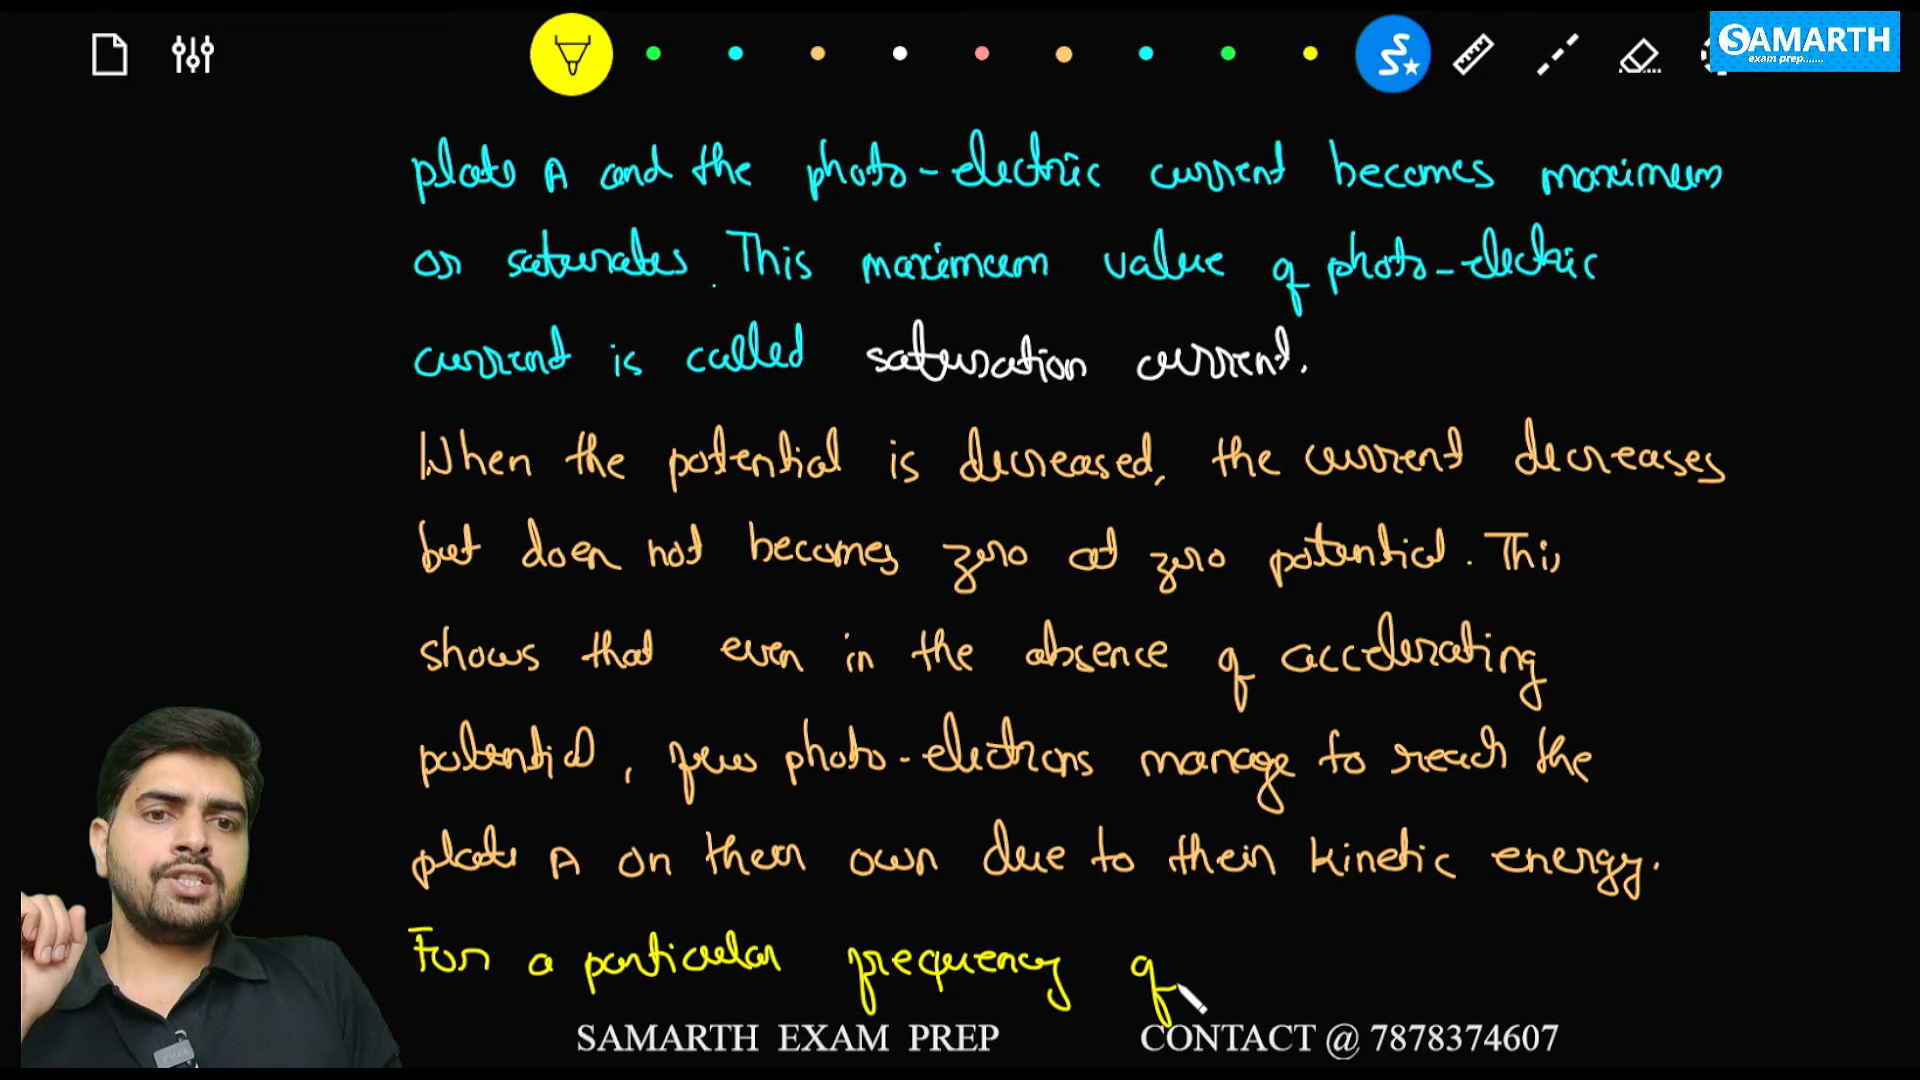 SAMARTH
exam prep.......
plate A and the photo-electric current becomes maximum
or saturates. This maximum value of photo-electric
current is called saturation current.
When the potential is decreased, the current decreases
but does not becomes zero at zero potential. This
shows that even in the absence of accelerating
potential, few photo-electrons manage to reach the
plate A on their own due to their kinetic energy.
For a particular frequency of
SAMARTH EXAM PREP CONTACT @ 7878374607